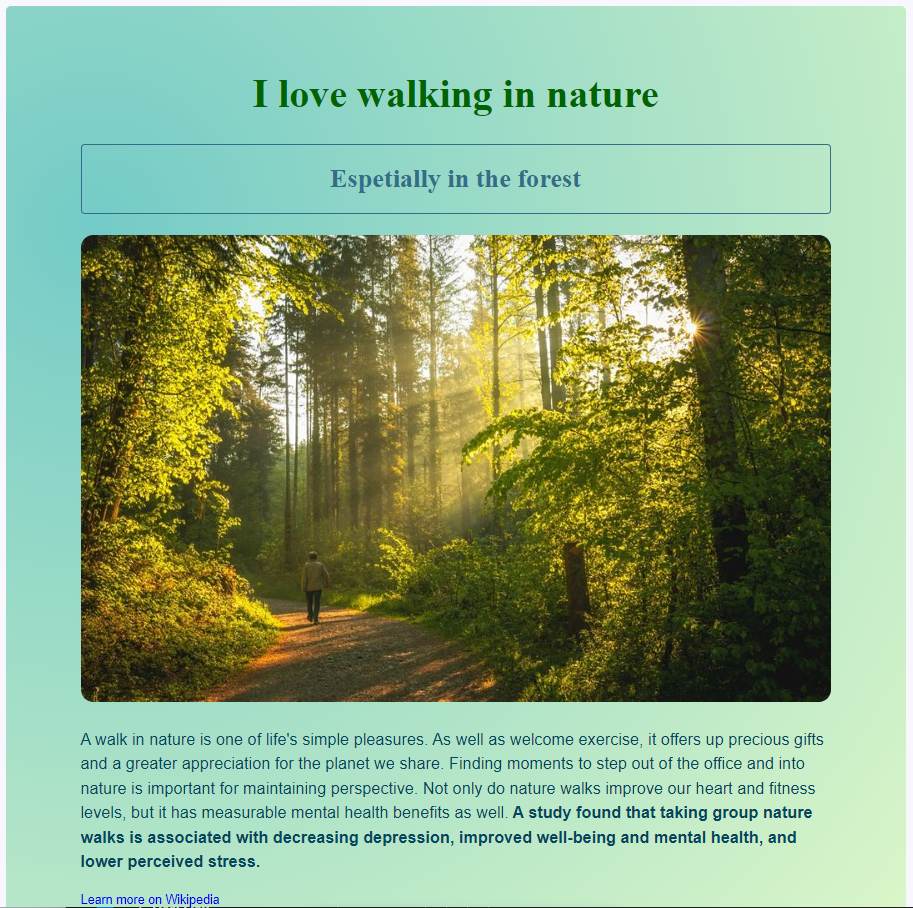 I love walking in nature
Espetially in the forest
A walk in nature is one of life's simple pleasures. As well as welcome exercise, it offers up precious gifts
and a greater appreciation for the planet we share. Finding moments to step out of the office and into
nature is important for maintaining perspective. Not only do nature walks improve our heart and fitness
levels, but it has measurable mental health benefits as well. A study found that taking group nature
walks is associated with decreasing depression, improved well-being and mental health, and
lower perceived stress.
Learn more on Wikipedia